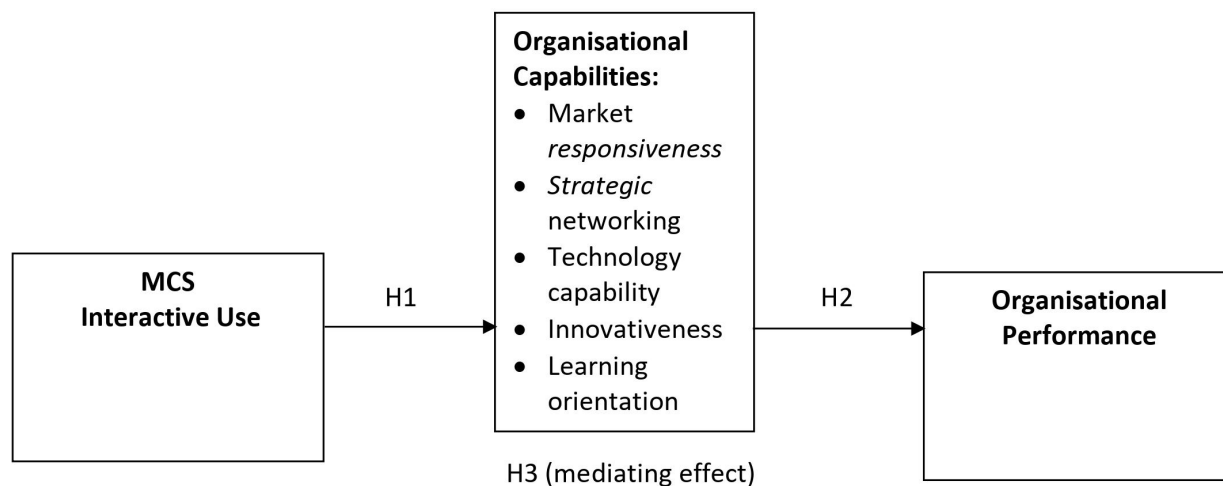 MCS
Interactive Use
H1
Organisational
Capabilities:
• Market
responsiveness
• Strategic
networking
• Technology
capability
• Innovativeness
• Learning
orientation
H3 (mediating effect)
H2
Organisational
Performance